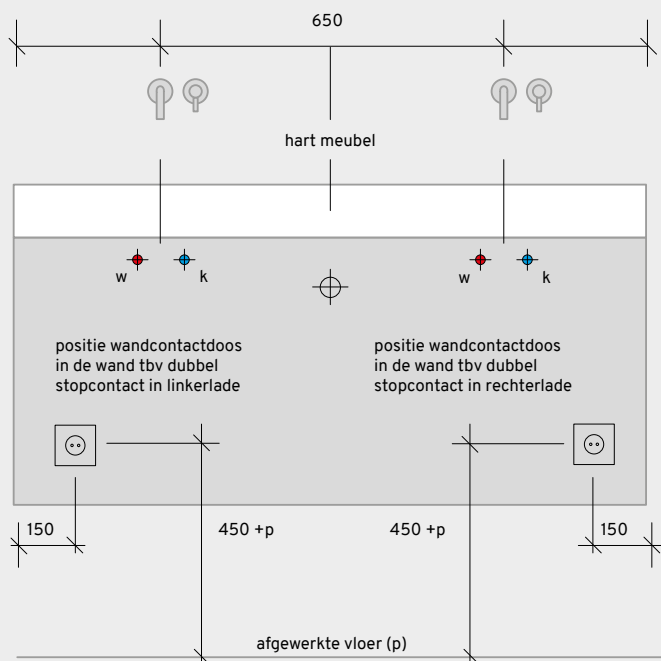 650
hart meubel
w k
w k
positie wandcontactdoos
in de wand tbv dubbel
stopcontact in linkerlade
positie wandcontactdoos
in de wand tbv dubbel
stopcontact in rechterlade
150
450 +p
450 +p
150
afgewerkte vloer (p)